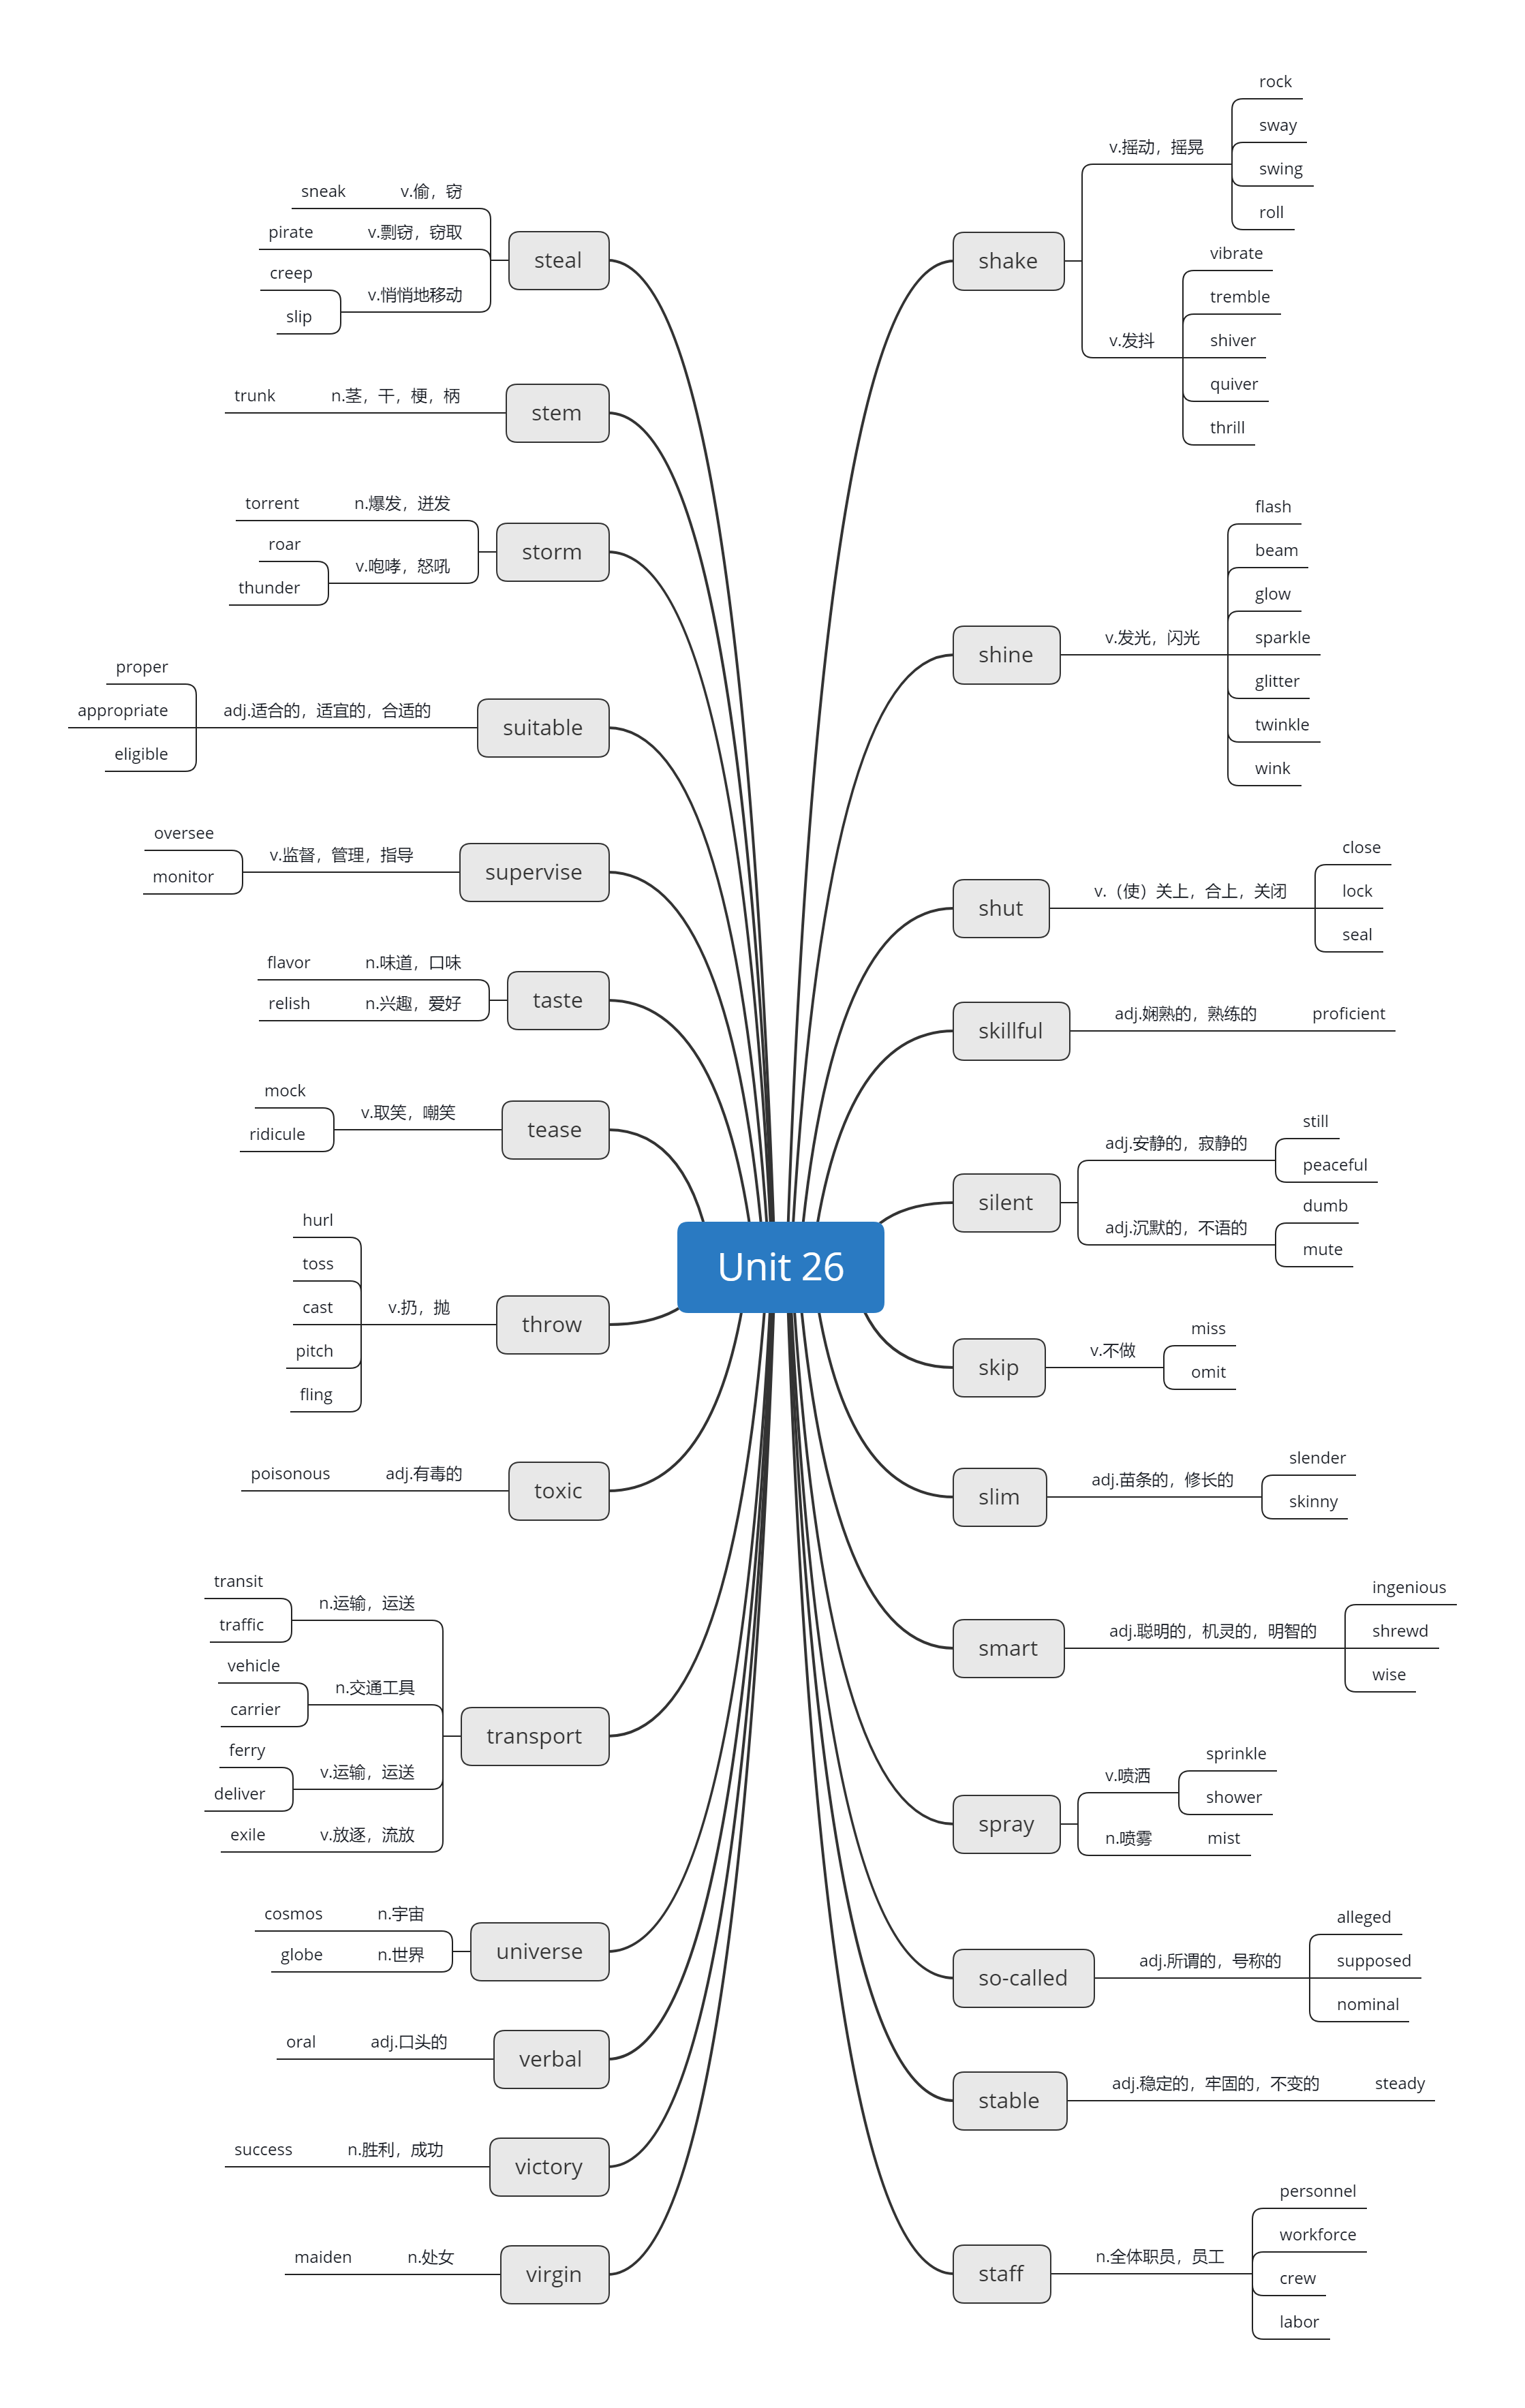 Unit 26
shake
v.摇动，摇晃
rock
sway
swing
roll
v.发抖
vibrate
tremble
shiver
quiver
thrill
shine
v.发光，闪光
flash
beam
glow
sparkle
glitter
twinkle
wink
shut
v.（使）关上，合上，关闭
close
lock
seal
skillful
adj.娴熟的，熟练的
proficient
silent
adj.安静的，寂静的
still
peaceful
adj.沉默的，不语的
dumb
mute
skip
v.不做
miss
omit
slim
adj.苗条的，修长的
slender
skinny
smart
adj.聪明的，机灵的，明智的
ingenious
shrewd
wise
spray
v.喷洒
sprinkle
shower
n.喷雾
mist
so-called
adj.所谓的，号称的
alleged
supposed
nominal
stable
adj.稳定的，牢固的，不变的
steady
staff
n.全体职员，员工
personnel
workforce
crew
labor
steal
v.偷，窃
sneak
v.剽窃，窃取
pirate
v.悄悄地移动
creep
slip
stem
n.茎，干，梗，柄
trunk
storm
n.爆发，迸发
torrent
v.咆哮，怒吼
roar
thunder
suitable
adj.适合的，适宜的，合适的
proper
appropriate
eligible
supervise
v.监督，管理，指导
oversee
monitor
taste
n.味道，口味
flavor
n.兴趣，爱好
relish
tease
v.取笑，嘲笑
mock
ridicule
throw
v.扔，抛
hurl
toss
cast
pitch
fling
toxic
adj.有毒的
poisonous
transport
n.运输，运送
transit
traffic
n.交通工具
vehicle
carrier
v.运输，运送
ferry
deliver
v.放逐，流放
exile
universe
n.宇宙
cosmos
n.世界
globe
verbal
adj.口头的
oral
victory
n.胜利，成功
success
virgin
n.处女
maiden